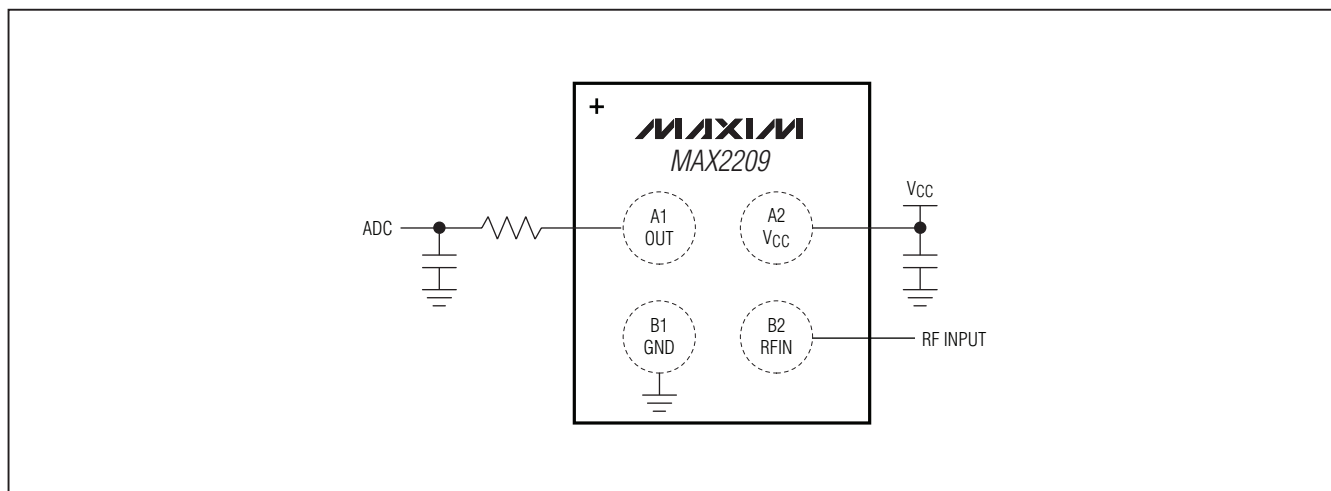 +
MAXIM
MAX2209
VCC
ADC
A1
OUT
A2
VCC
B1
GND
B2
RFIN
RF INPUT